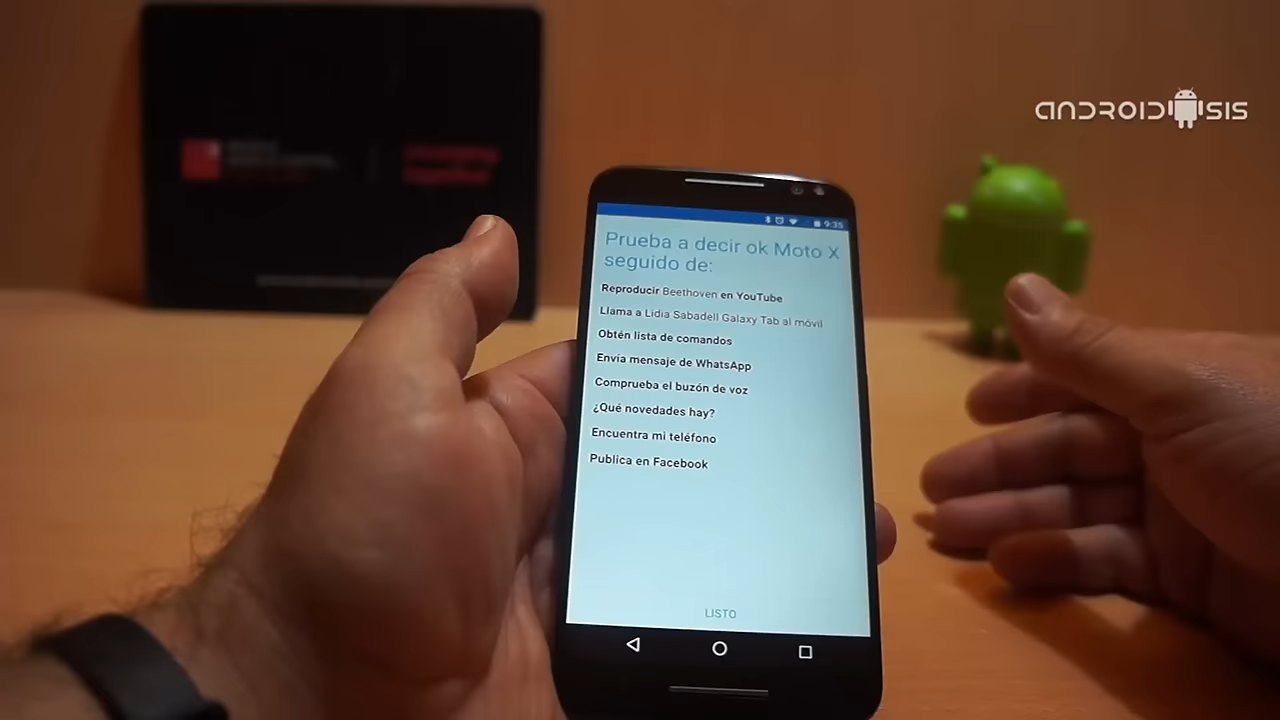 ANDROIDSIS
9:35
Prueba a decir ok Moto X
seguido de:
Reproducir Beethoven en YouTube
Llama a Lidia Sabadell Galaxy Tab al móvil
Obtén lista de comandos
Envía mensaje de WhatsApp
Comprueba el buzón de voz
¿Qué novedades hay?
Encuentra mi teléfono
Publica en Facebook
LISTO